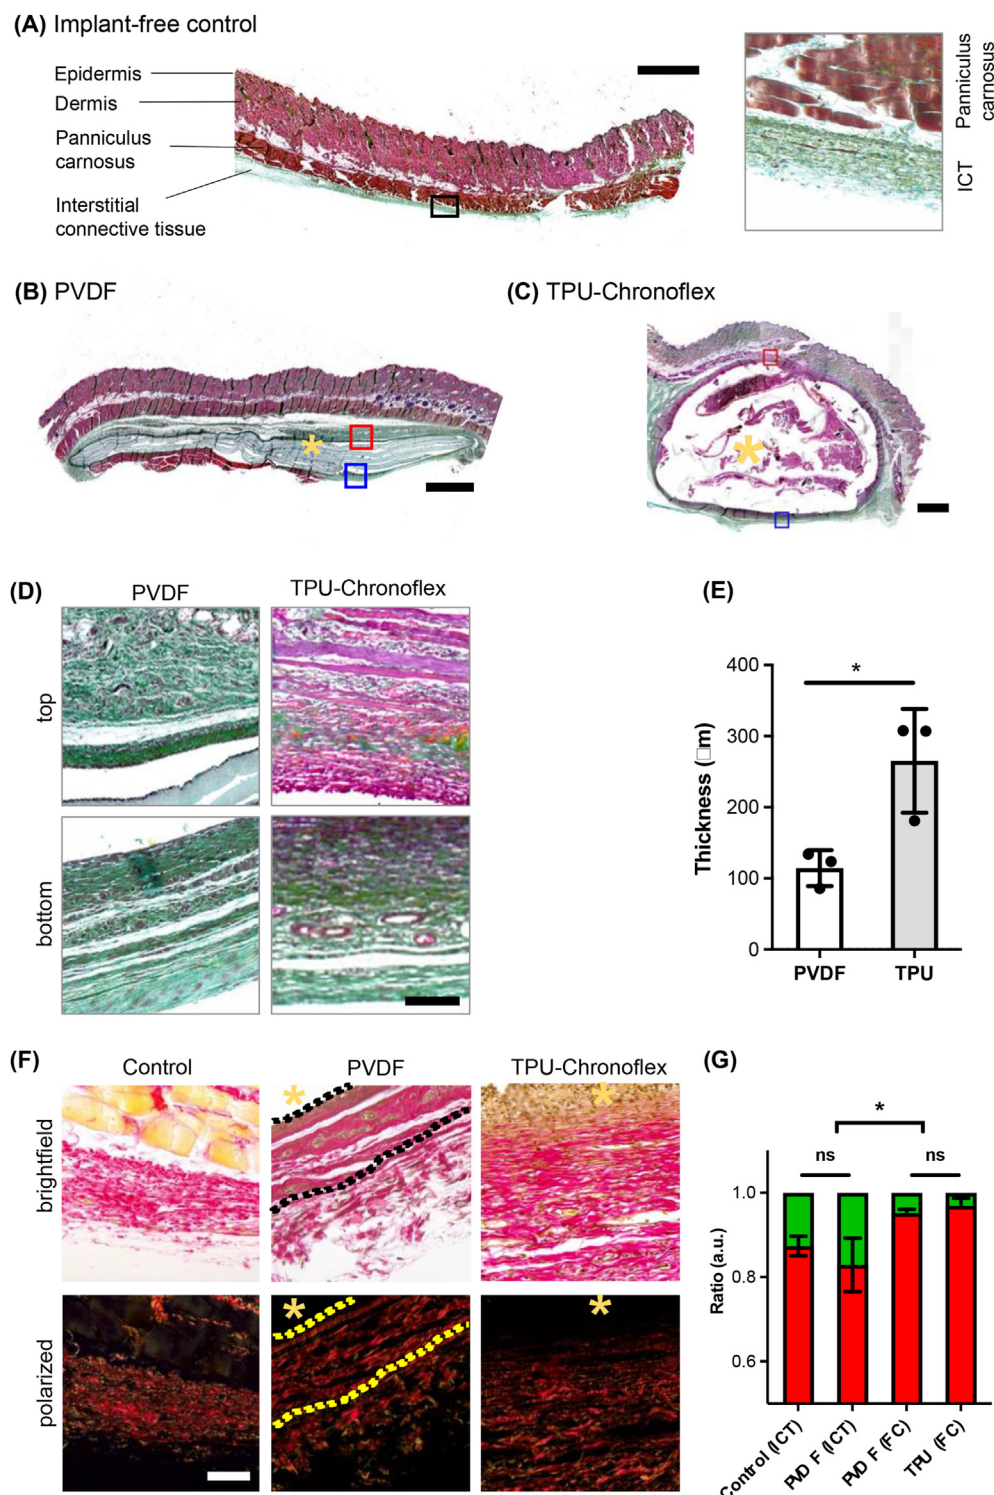 (A) Implant-free control
Epidermis
Dermis
Panniculus
carnosus
Interstitial
connective tissue
Panniculus
carnosus
ICT
(B) PVDF
(C) TPU-Chronoflex
(D)
PVDF
TPU-Chronoflex
top
bottom
(E)
Thickness (□m)
400
300
200
100
0
*
PVDF
TPU
(F)
Control
PVDF
TPU-Chronoflex
brightfield
polarized
(G)
*
ns
ns
Ratio (a.u.)
1.0
0.8
0.6
Control (ICT)
PVD F (ICT)
PVD F (FC)
TPU (FC)